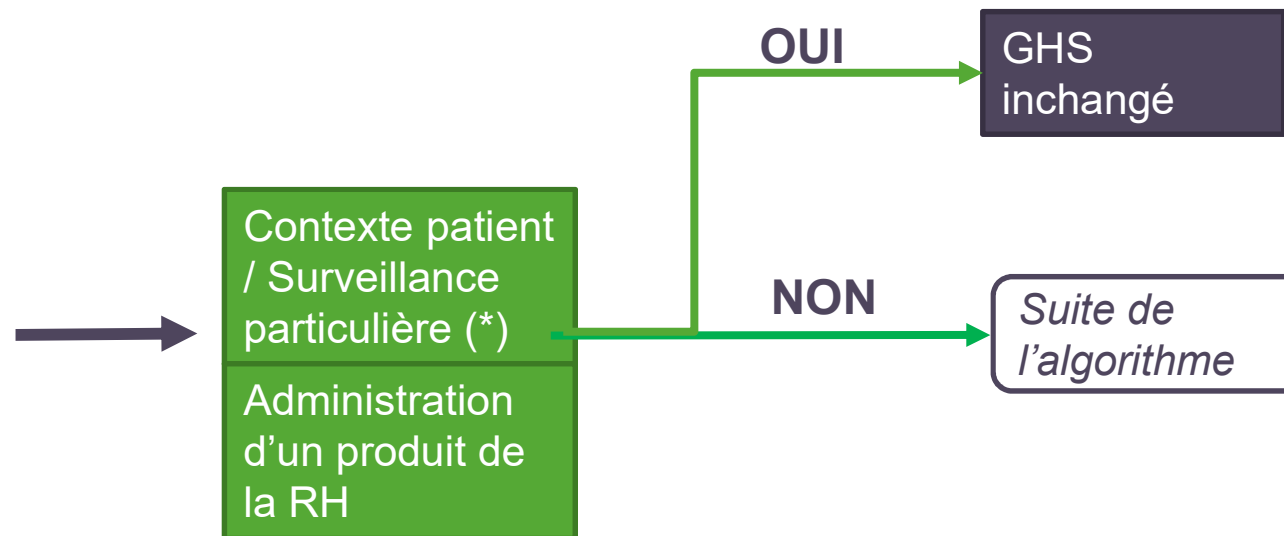 OUI
GHS
inchangé
Contexte patient
/ Surveillance
particulière (*)
NON
Suite de
l’algorithme
Administration
d’un produit de
la RH